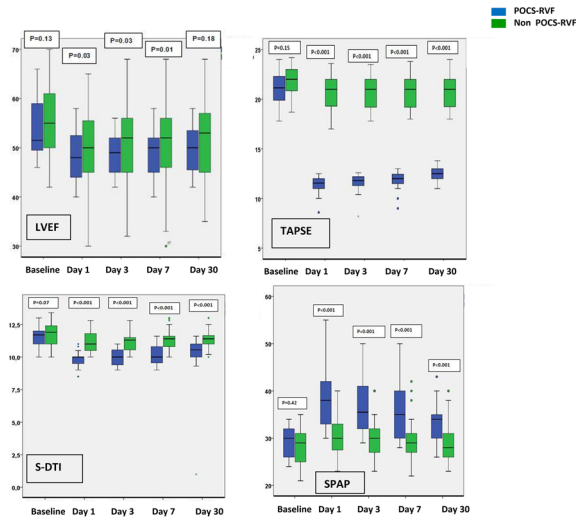 POCS-RVF
Non POCS-RVF
P=0.13
P=0.03
P=0.03
P=0.01
P=0.18
70
60
50
40
30
LVEF
Baseline Day 1 Day 3 Day 7 Day 30
P=0.15
P<0.001
P<0.001
P<0.001
P<0.001
25
20
15
10
5
TAPSE
Baseline Day 1 Day 3 Day 7 Day 30
P=0.07
P<0.001
P<0.001
P<0.001
P<0.001
12,5
10,0
7,5
5,0
2,5
0,0
S-DTI
Baseline Day 1 Day 3 Day 7 Day 30
P=0.42
P<0.001
P<0.001
P<0.001
P<0.001
60
50
40
30
20
SPAP
Baseline Day 1 Day 3 Day 7 Day 30